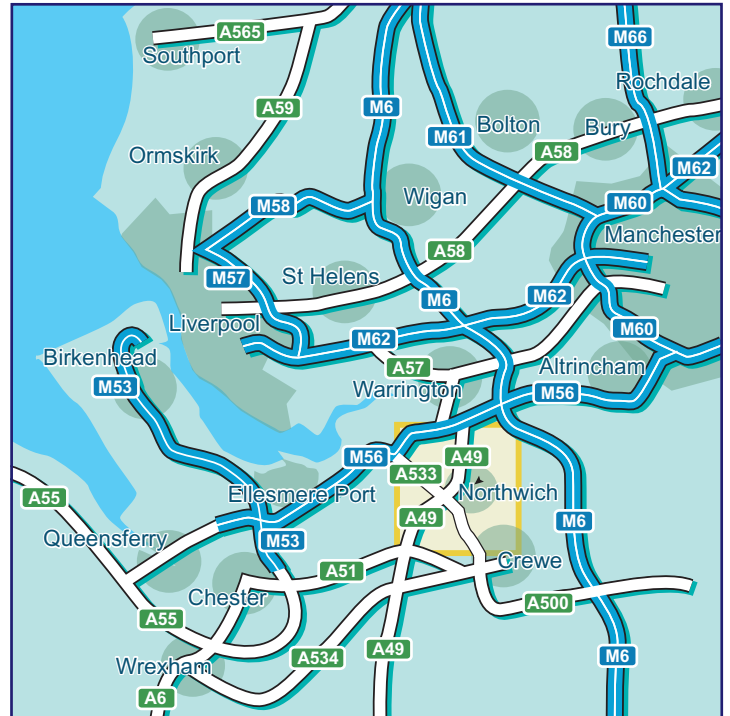 A565
Southport
M66
Rochdale
A59
M6
M61
Bolton
Bury
A58
M62
Ormskirk
M58
Wigan
M60
Manchester
A58
M57
St Helens
M6
M62
Liverpool
M62
M60
Birkenhead
M53
A57
Warrington
Altrincham
M56
M56
A533
A49
A55
Ellesmere Port
Northwich
A49
M6
Queensferry
M53
Crewe
A51
Chester
A500
A55
A534
A49
M6
Wrexham
A6